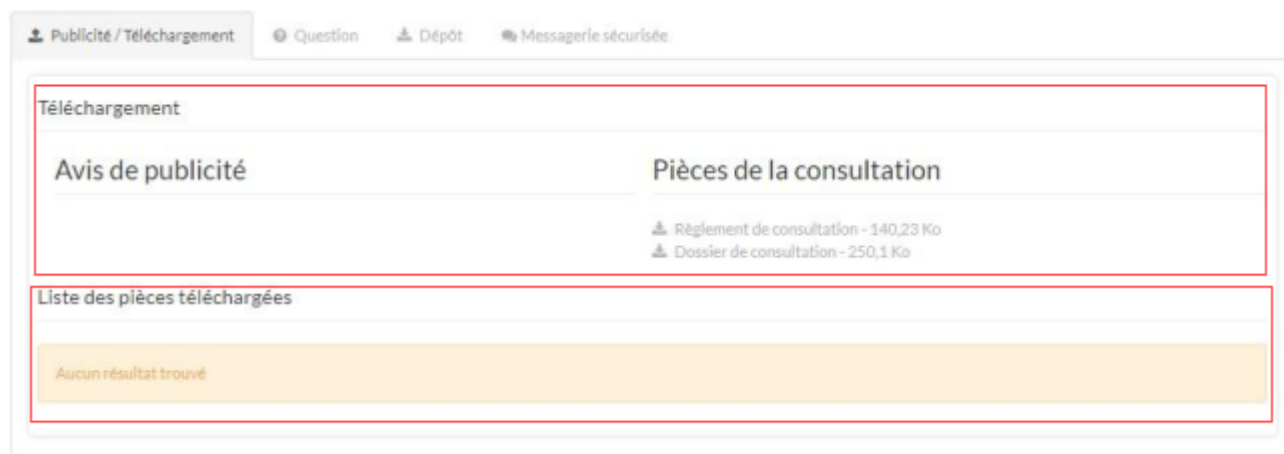 Publicité / Téléchargement Question Dépôt Messagerie sécurisée
Téléchargement
Avis de publicité
Pièces de la consultation
Règlement de consultation - 140,23 Ko
Dossier de consultation - 250,1 Ko
Liste des pièces téléchargées
Aucun résultat trouvé